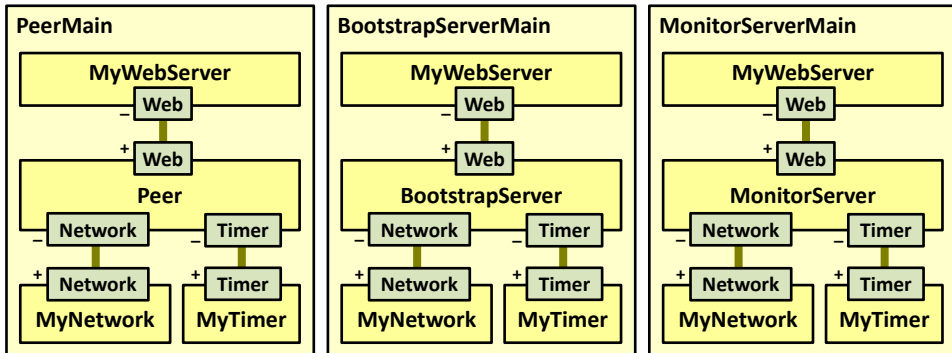 PeerMain
MyWebServer
Web
–
+
Web
Peer
Network
Timer
–
–
+
+
Network
Timer
MyNetwork
MyTimer
BootstrapServerMain
MyWebServer
Web
–
+
Web
BootstrapServer
Network
Timer
–
–
+
+
Network
Timer
MyNetwork
MyTimer
MonitorServerMain
MyWebServer
Web
–
+
Web
MonitorServer
Network
Timer
–
–
+
+
Network
Timer
MyNetwork
MyTimer